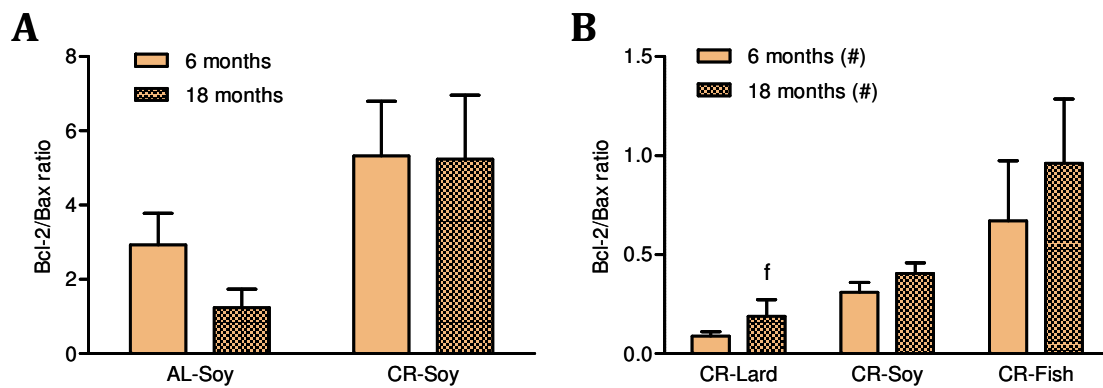 A
8
6
4
2
0
Bcl-2/Bax ratio
6 months
18 months
AL-Soy
CR-Soy
B
1.5
1.0
0.5
0.0
Bcl-2/Bax ratio
6 months (#)
18 months (#)
f
CR-Lard
CR-Soy
CR-Fish